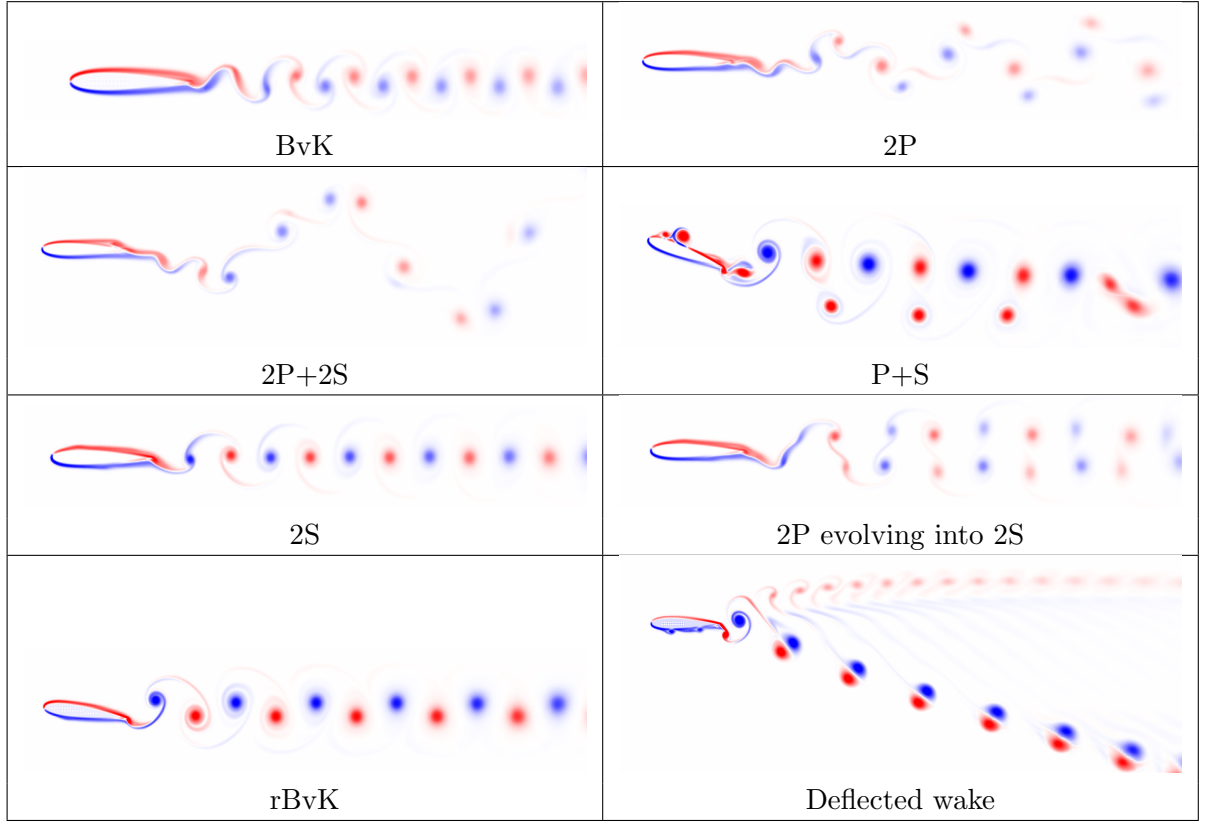 BvK
2P
2P+2S
P+S
2S
2P evolving into 2S
rBvK
Deflected wake